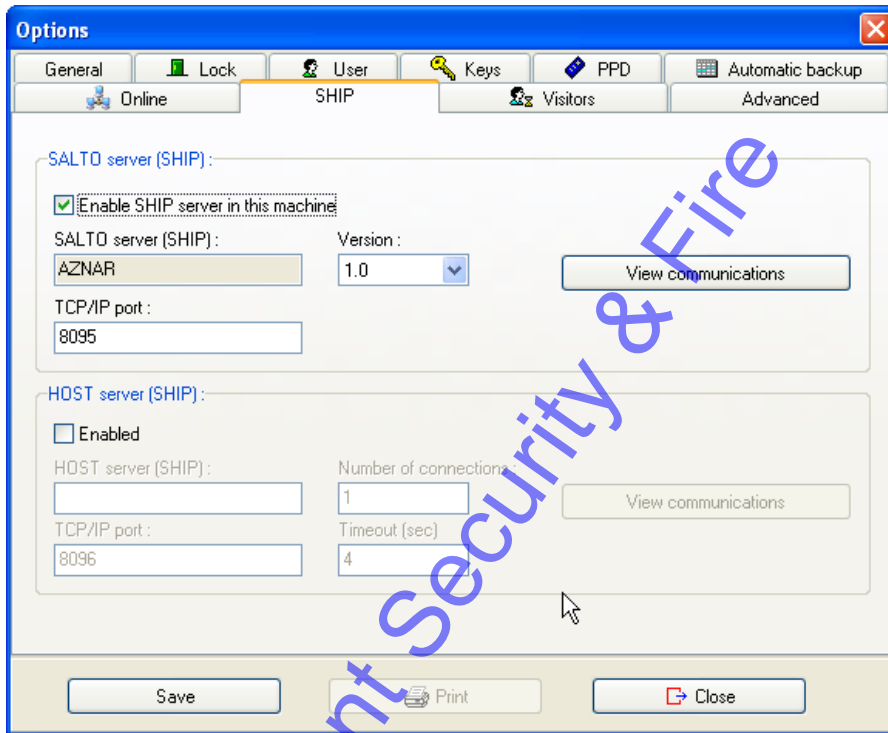 Options
General Lock User Keys PPD Automatic backup
Online SHIP Visitors Advanced
SALTO server (SHIP) :
Enable SHIP server in this machine
SALTO server (SHIP) : Version :
AZNAR 1.0 View communications
TCP/IP port :
8095
HOST server (SHIP) :
Enabled
HOST server (SHIP) : Number of connections :
1 View communications
TCP/IP port : Timeout (sec)
8096 4
Save Print Close
nt Security & Fire